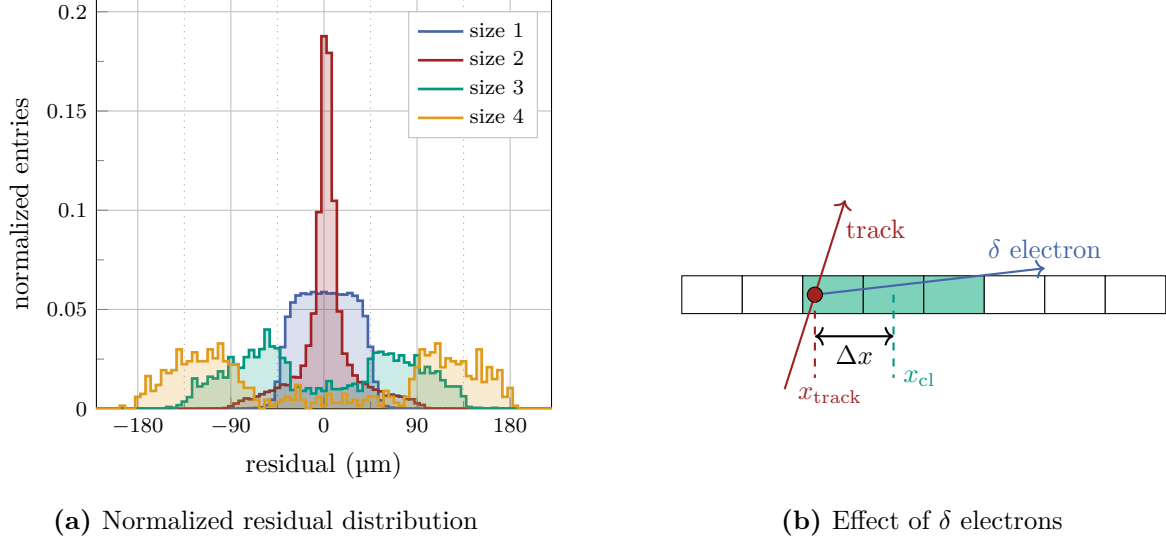 0.2
0.15
0.1
0.05
0
normalized entries
size 1
size 2
size 3
size 4
−180
−90
0
90
180
residual (µm)
(a) Normalized residual distribution
track
δ electron
Δx
x_track
x_cl
(b) Effect of δ electrons